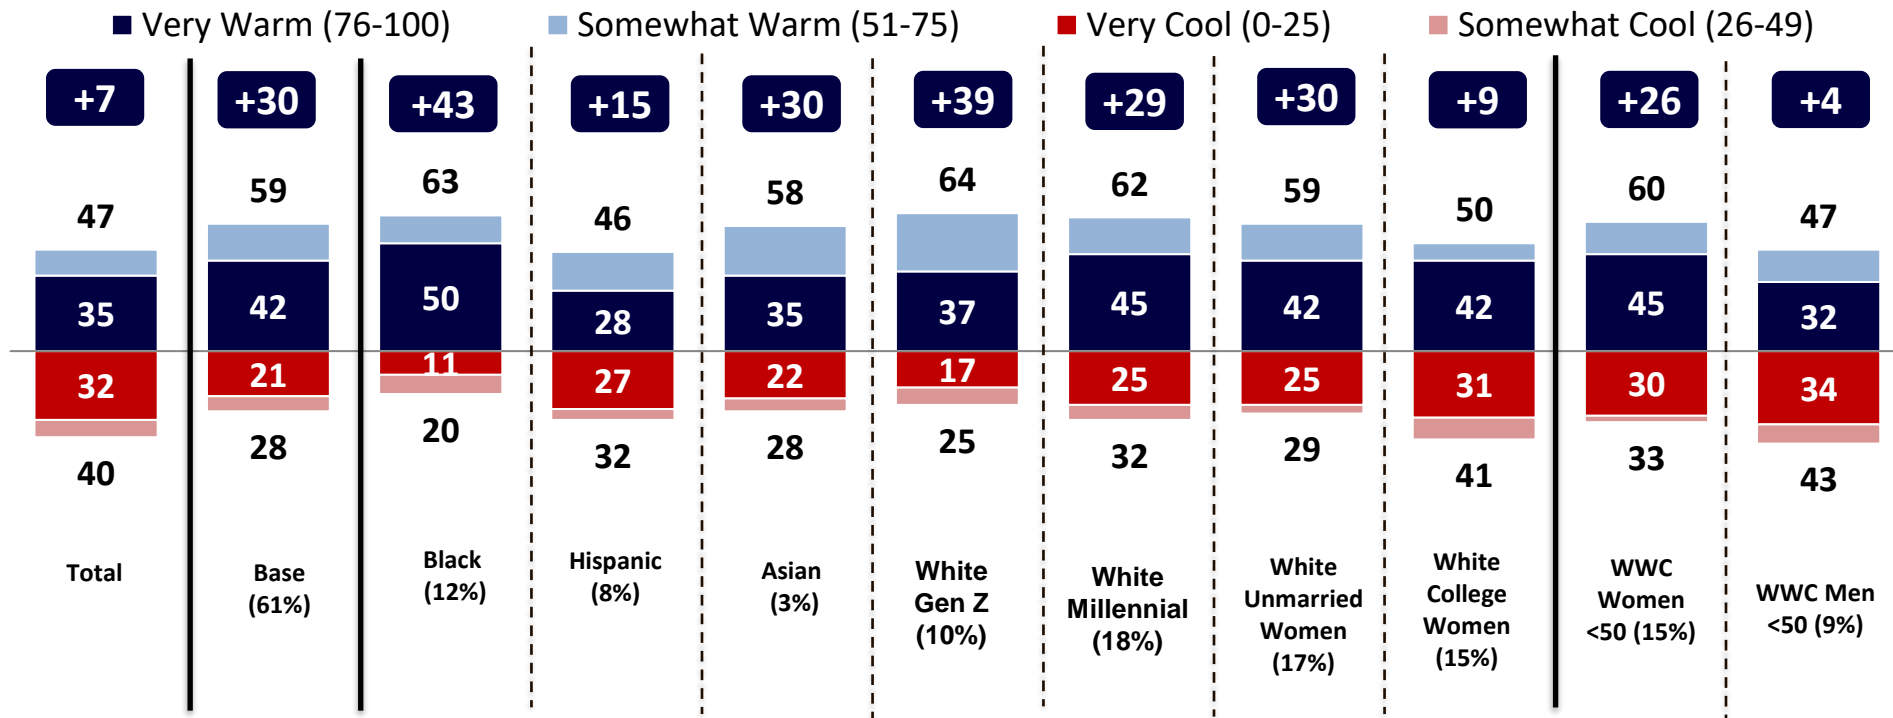 Very Warm (76-100) Somewhat Warm (51-75) Very Cool (0-25) Somewhat Cool (26-49)
+7 +30 +43 +15 +30 +39 +29 +30 +9 +26 +4
47 59 63 46 58 64 62 59 50 60 47
35 42 50 28 35 37 45 42 42 45 32
32 21 11 27 22 17 25 25 31 30 34
40 28 20 32 28 25 32 29 41 33 43
Total
Base
(61%)
Black
(12%)
Hispanic
(8%)
Asian
(3%)
White
Gen Z
(10%)
White
Millennial
(18%)
White
Unmarried
Women
(17%)
White
College
Women
(15%)
WWC
Women
<50 (15%)
WWC Men
<50 (9%)